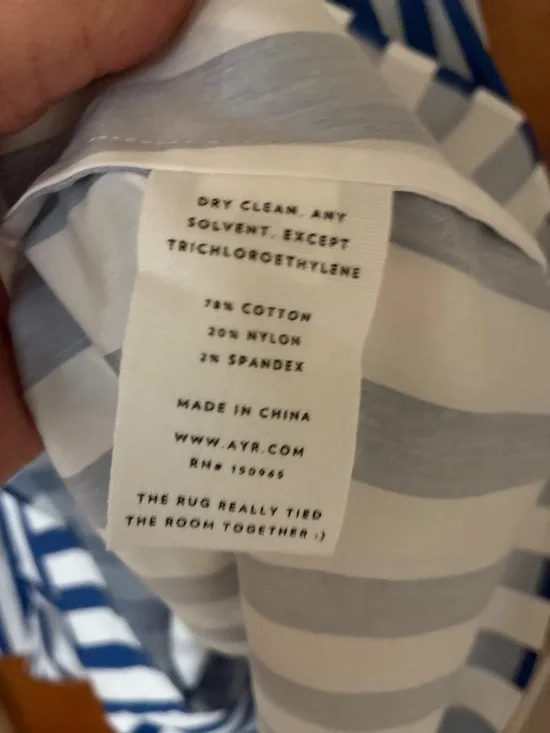 DRY CLEAN. ANY
SOLVENT. EXCEPT
TRICHLOROETHYLENE
78% COTTON
20% NYLON
2% SPANDEX
MADE IN CHINA
WWW.AYR.COM
RN# 150965
THE RUG REALLY TIED
THE ROOM TOGETHER :)